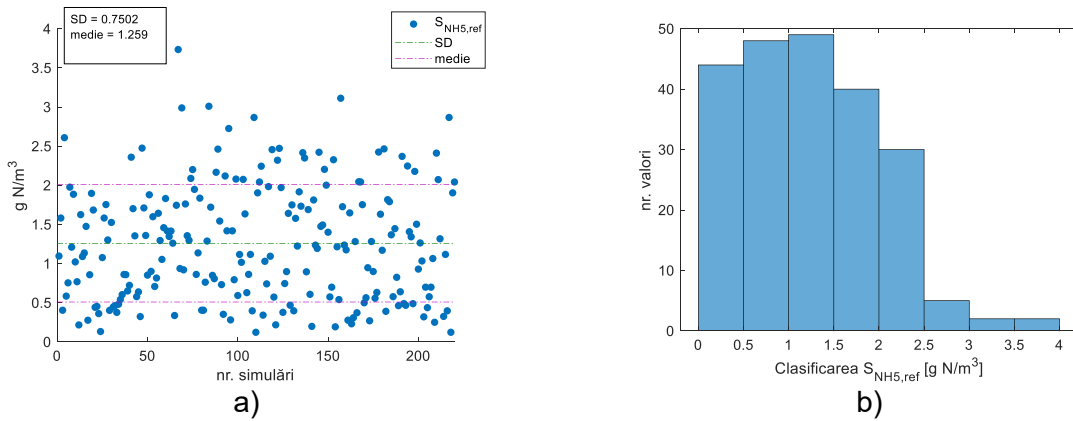 SD = 0.7502
medie = 1.259
S_NH5,ref
SD
medie
4
3.5
3
2.5
2
1.5
1
0.5
0
g N/m³
0 50 100 150 200
nr. simulări
a)
50
40
30
20
10
0
nr. valori
0 0.5 1 1.5 2 2.5 3 3.5 4
Clasificarea S_NH5,ref [g N/m³]
b)